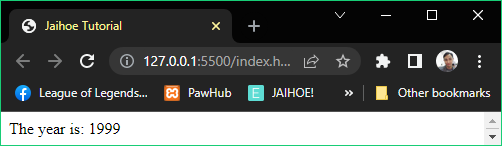 Jaihoe Tutorial
127.0.0.1:5500/index.h...
League of Legends... PawHub E JAIHOE! » Other bookmarks
The year is: 1999